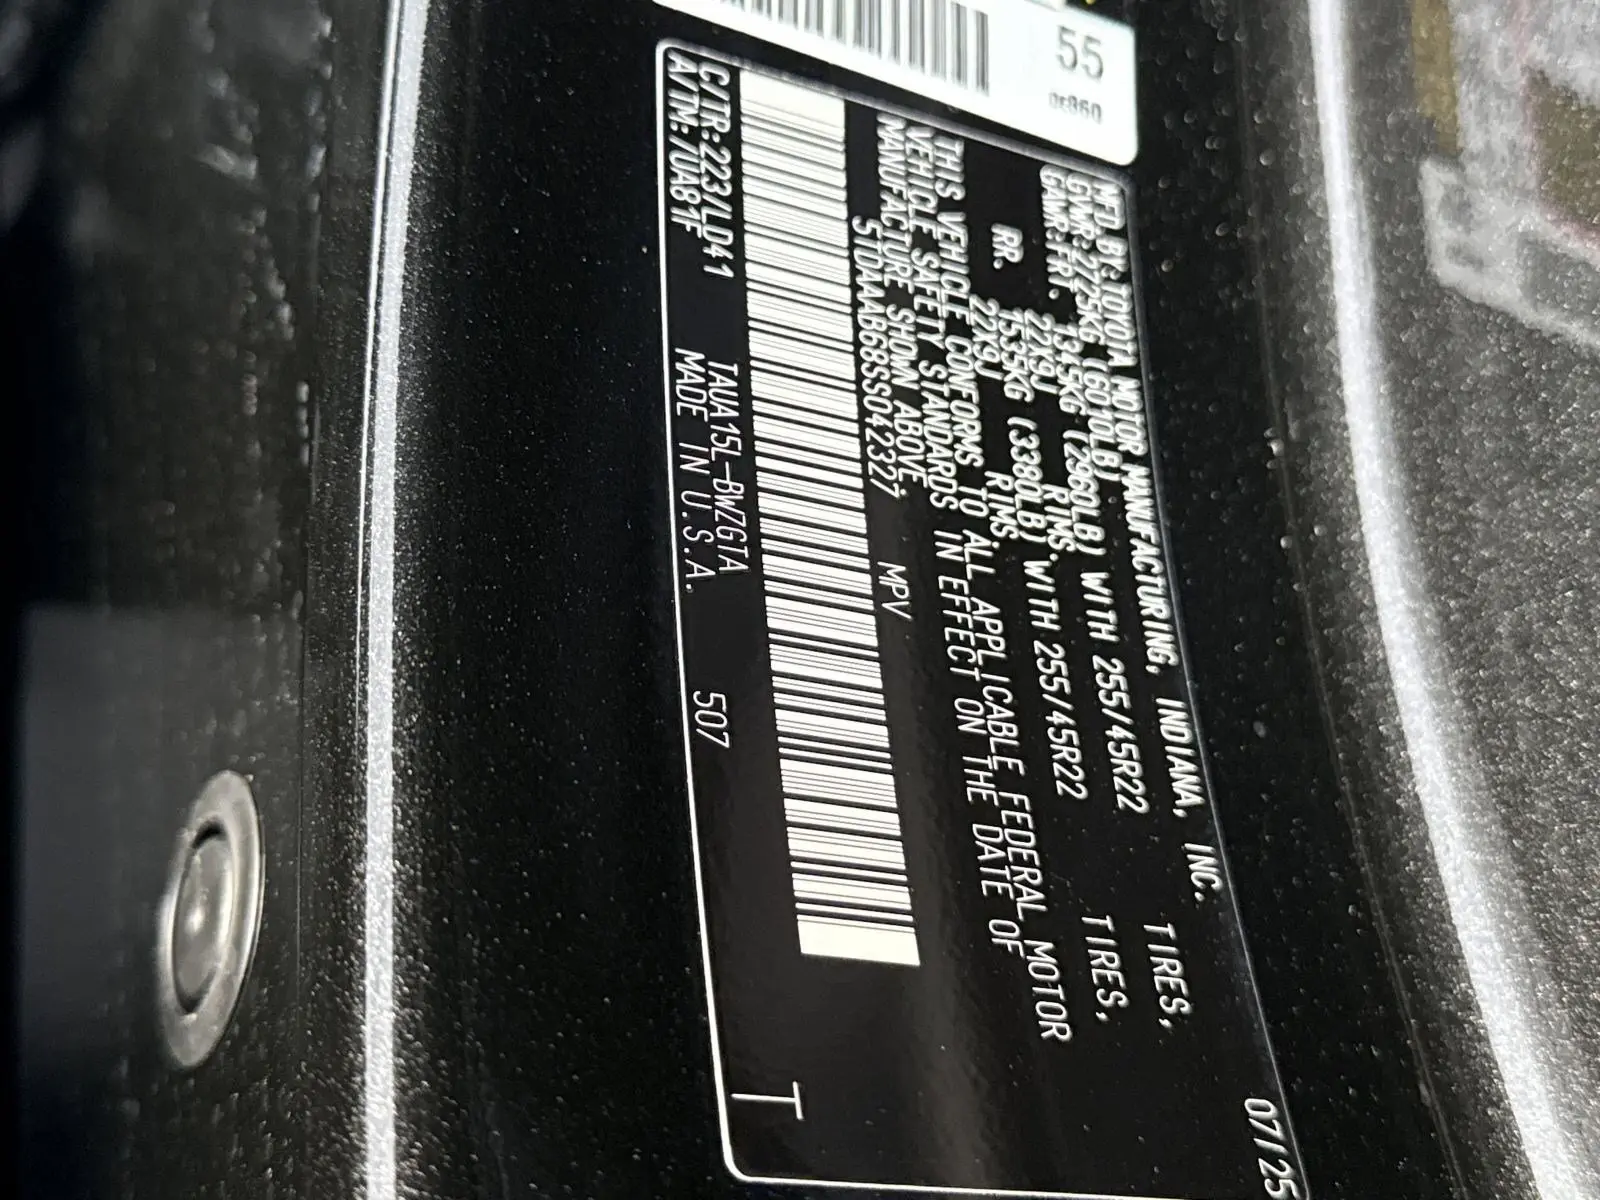 55
0r860
MFD BY:TOYOTA MOTOR MANUFACTURING, INDIANA, INC. 07/25
GVWR:2725KG(6010LB)
GAWR:FRT. 1345KG (2960LB) WITH 255/45R22 TIRES,
22X9J RIMS,
RR. 1535KG (3380LB) WITH 255/45R22 TIRES,
22X9J RIMS.
THIS VEHICLE CONFORMS TO ALL APPLICABLE FEDERAL MOTOR
VEHICLE SAFETY STANDARDS IN EFFECT ON THE DATE OF
MANUFACTURE SHOWN ABOVE.
5TDAAAB68SS042327 MPV
C/TR:223/LD41 TAUA15L-BWZGTA
A/TM:/UA81F MADE IN U.S.A. 507 T